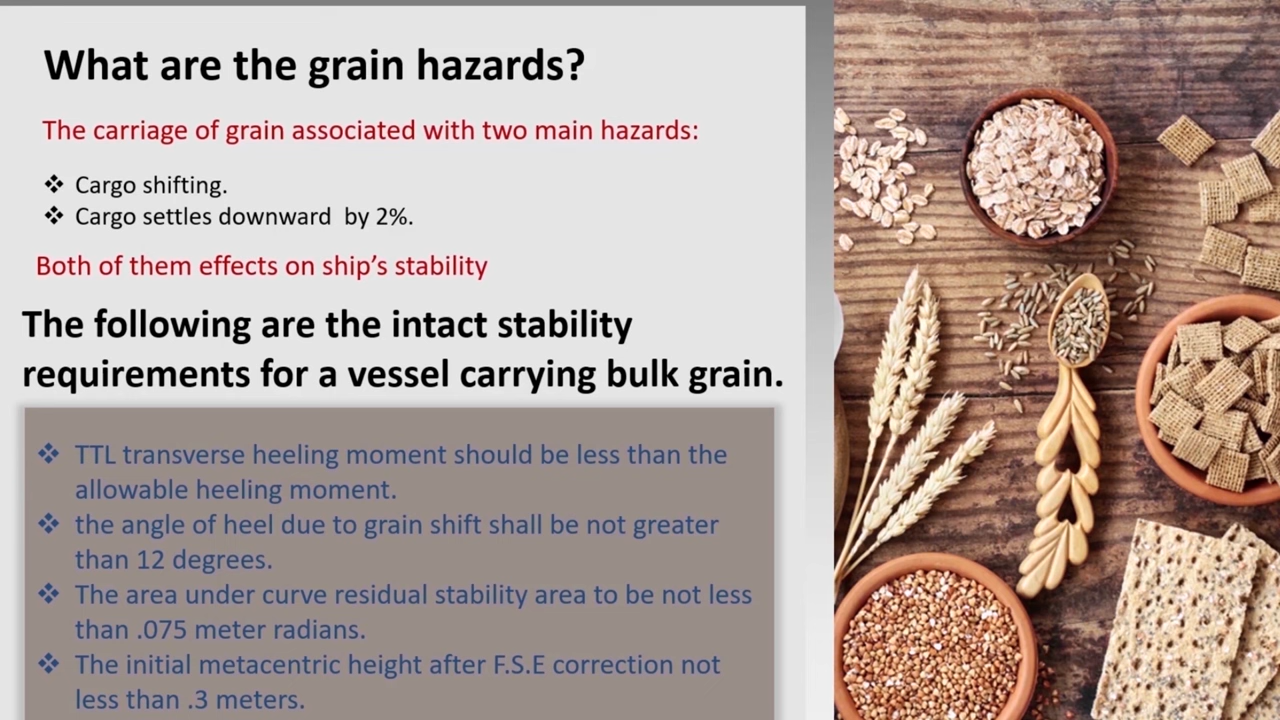 What are the grain hazards?
The carriage of grain associated with two main hazards:
❖ Cargo shifting.
❖ Cargo settles downward by 2%.
Both of them effects on ship's stability
The following are the intact stability
requirements for a vessel carrying bulk grain.
❖ TTL transverse heeling moment should be less than the
allowable heeling moment.
❖ the angle of heel due to grain shift shall be not greater
than 12 degrees.
❖ The area under curve residual stability area to be not less
than .075 meter radians.
❖ The initial metacentric height after F.S.E correction not
less than .3 meters.